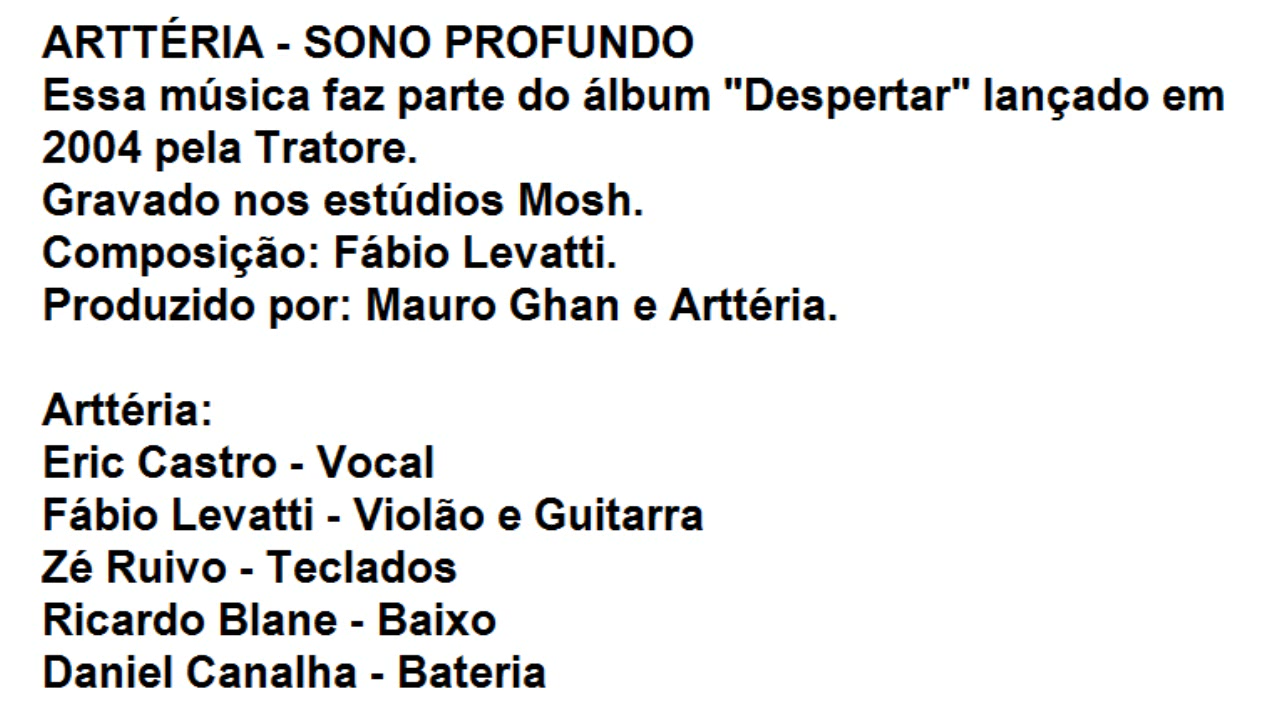 ARTTÉRIA - SONO PROFUNDO
Essa música faz parte do álbum "Despertar" lançado em
2004 pela Tratore.
Gravado nos estúdios Mosh.
Composição: Fábio Levatti.
Produzido por: Mauro Ghan e Arttéria.
Arttéria:
Eric Castro - Vocal
Fábio Levatti - Violão e Guitarra
Zé Ruivo - Teclados
Ricardo Blane - Baixo
Daniel Canalha - Bateria